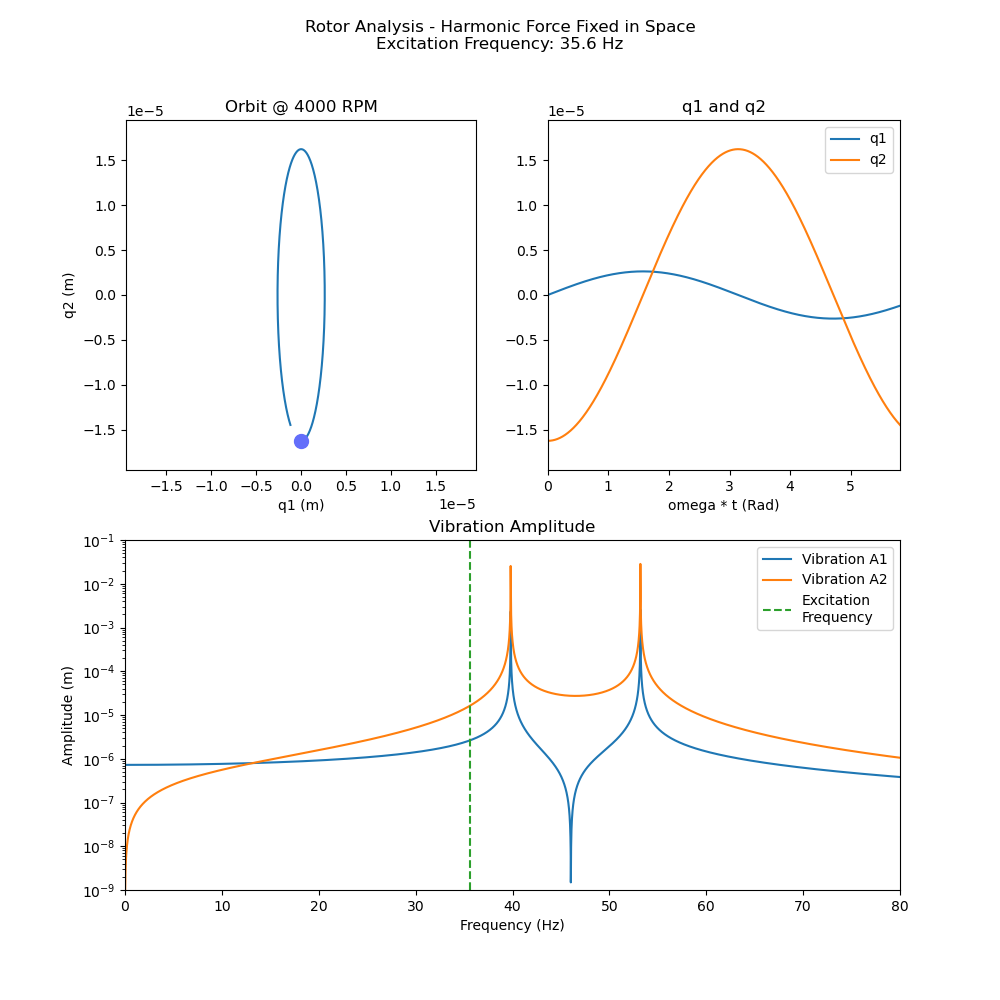 Rotor Analysis - Harmonic Force Fixed in Space
Excitation Frequency: 35.6 Hz
Orbit @ 4000 RPM
1e−5
1.5
1.0
0.5
0.0
−0.5
−1.0
−1.5
q2 (m)
−1.5 −1.0 −0.5 0.0 0.5 1.0 1.5
1e−5
q1 (m)
q1 and q2
1e−5
1.5
1.0
0.5
0.0
−0.5
−1.0
−1.5
q1
q2
0 1 2 3 4 5
omega * t (Rad)
Vibration Amplitude
10⁻¹
10⁻²
10⁻³
10⁻⁴
10⁻⁵
10⁻⁶
10⁻⁷
10⁻⁸
10⁻⁹
Amplitude (m)
Vibration A1
Vibration A2
Excitation
Frequency
0 10 20 30 40 50 60 70 80
Frequency (Hz)